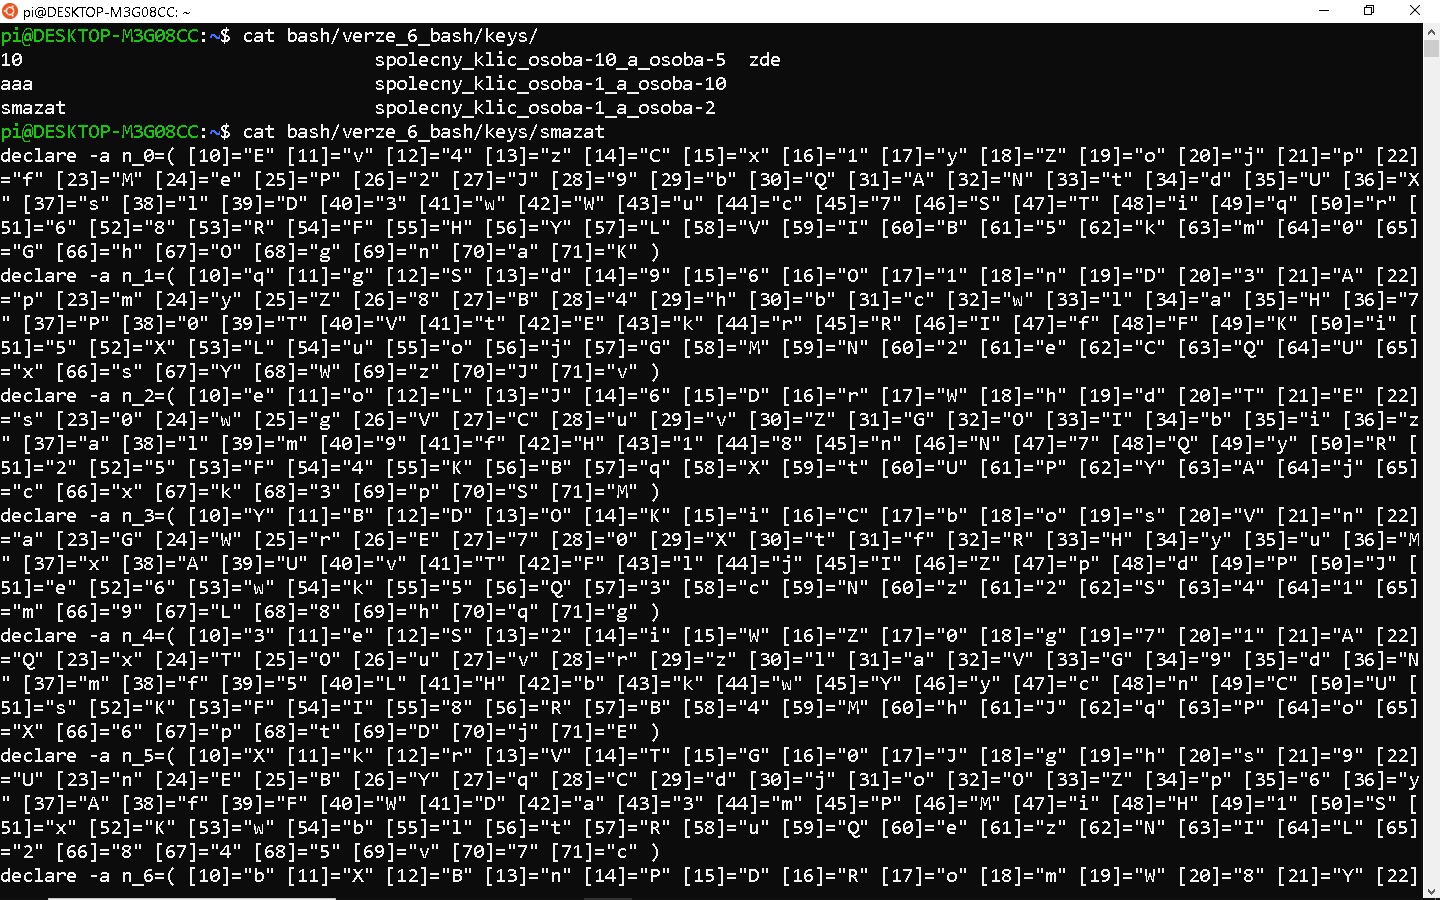 pi@DESKTOP-M3G08CC: ~
pi@DESKTOP-M3G08CC:~$ cat bash/verze_6_bash/keys/
10 spolecny_klic_osoba-10_a_osoba-5 zde
aaa spolecny_klic_osoba-1_a_osoba-10
smazat spolecny_klic_osoba-1_a_osoba-2
pi@DESKTOP-M3G08CC:~$ cat bash/verze_6_bash/keys/smazat
declare -a n_0=( [10]="E" [11]="v" [12]="4" [13]="z" [14]="C" [15]="x" [16]="1" [17]="y" [18]="Z" [19]="o" [20]="j" [21]="p" [22]
="f" [23]="M" [24]="e" [25]="P" [26]="2" [27]="J" [28]="9" [29]="b" [30]="Q" [31]="A" [32]="N" [33]="t" [34]="d" [35]="U" [36]="X
" [37]="s" [38]="l" [39]="D" [40]="3" [41]="w" [42]="W" [43]="u" [44]="c" [45]="7" [46]="S" [47]="T" [48]="i" [49]="q" [50]="r" [
51]="6" [52]="8" [53]="R" [54]="F" [55]="H" [56]="Y" [57]="L" [58]="V" [59]="I" [60]="B" [61]="5" [62]="k" [63]="m" [64]="0" [65]
="G" [66]="h" [67]="O" [68]="g" [69]="n" [70]="a" [71]="K" )
declare -a n_1=( [10]="q" [11]="g" [12]="S" [13]="d" [14]="9" [15]="6" [16]="O" [17]="1" [18]="n" [19]="D" [20]="3" [21]="A" [22]
="p" [23]="m" [24]="y" [25]="Z" [26]="8" [27]="B" [28]="4" [29]="h" [30]="b" [31]="c" [32]="w" [33]="l" [34]="a" [35]="H" [36]="7
" [37]="P" [38]="0" [39]="T" [40]="V" [41]="t" [42]="E" [43]="k" [44]="r" [45]="R" [46]="I" [47]="f" [48]="F" [49]="K" [50]="i" [
51]="5" [52]="X" [53]="L" [54]="u" [55]="o" [56]="j" [57]="G" [58]="M" [59]="N" [60]="2" [61]="e" [62]="C" [63]="Q" [64]="U" [65]
="x" [66]="s" [67]="Y" [68]="W" [69]="z" [70]="J" [71]="v" )
declare -a n_2=( [10]="e" [11]="o" [12]="L" [13]="J" [14]="6" [15]="D" [16]="r" [17]="W" [18]="h" [19]="d" [20]="T" [21]="E" [22]
="s" [23]="0" [24]="w" [25]="g" [26]="V" [27]="C" [28]="u" [29]="v" [30]="Z" [31]="G" [32]="O" [33]="I" [34]="b" [35]="i" [36]="z
" [37]="a" [38]="l" [39]="m" [40]="9" [41]="f" [42]="H" [43]="1" [44]="8" [45]="n" [46]="N" [47]="7" [48]="Q" [49]="y" [50]="R" [
51]="2" [52]="5" [53]="F" [54]="4" [55]="K" [56]="B" [57]="q" [58]="X" [59]="t" [60]="U" [61]="P" [62]="Y" [63]="A" [64]="j" [65]
="c" [66]="x" [67]="k" [68]="3" [69]="p" [70]="S" [71]="M" )
declare -a n_3=( [10]="Y" [11]="B" [12]="D" [13]="O" [14]="K" [15]="i" [16]="C" [17]="b" [18]="o" [19]="s" [20]="V" [21]="n" [22]
="a" [23]="G" [24]="W" [25]="r" [26]="E" [27]="7" [28]="0" [29]="X" [30]="t" [31]="f" [32]="R" [33]="H" [34]="y" [35]="u" [36]="M
" [37]="x" [38]="A" [39]="U" [40]="v" [41]="T" [42]="F" [43]="l" [44]="j" [45]="I" [46]="Z" [47]="p" [48]="d" [49]="P" [50]="J" [
51]="e" [52]="6" [53]="w" [54]="k" [55]="5" [56]="Q" [57]="3" [58]="c" [59]="N" [60]="z" [61]="2" [62]="S" [63]="4" [64]="1" [65]
="m" [66]="9" [67]="L" [68]="8" [69]="h" [70]="q" [71]="g" )
declare -a n_4=( [10]="3" [11]="e" [12]="S" [13]="2" [14]="i" [15]="W" [16]="Z" [17]="0" [18]="g" [19]="7" [20]="1" [21]="A" [22]
="Q" [23]="x" [24]="T" [25]="O" [26]="u" [27]="v" [28]="r" [29]="z" [30]="l" [31]="a" [32]="V" [33]="G" [34]="9" [35]="d" [36]="N
" [37]="m" [38]="f" [39]="5" [40]="L" [41]="H" [42]="b" [43]="k" [44]="w" [45]="Y" [46]="y" [47]="c" [48]="n" [49]="C" [50]="U" [
51]="s" [52]="K" [53]="F" [54]="I" [55]="8" [56]="R" [57]="B" [58]="4" [59]="M" [60]="h" [61]="J" [62]="q" [63]="P" [64]="o" [65]
="X" [66]="6" [67]="p" [68]="t" [69]="D" [70]="j" [71]="E" )
declare -a n_5=( [10]="X" [11]="k" [12]="r" [13]="V" [14]="T" [15]="G" [16]="0" [17]="J" [18]="g" [19]="h" [20]="s" [21]="9" [22]
="U" [23]="n" [24]="E" [25]="B" [26]="Y" [27]="q" [28]="C" [29]="d" [30]="j" [31]="o" [32]="O" [33]="Z" [34]="p" [35]="6" [36]="y
" [37]="A" [38]="f" [39]="F" [40]="W" [41]="D" [42]="a" [43]="3" [44]="m" [45]="P" [46]="M" [47]="i" [48]="H" [49]="1" [50]="S" [
51]="x" [52]="K" [53]="w" [54]="b" [55]="l" [56]="t" [57]="R" [58]="u" [59]="Q" [60]="e" [61]="z" [62]="N" [63]="I" [64]="L" [65]
="2" [66]="8" [67]="4" [68]="5" [69]="v" [70]="7" [71]="c" )
declare -a n_6=( [10]="b" [11]="X" [12]="B" [13]="n" [14]="P" [15]="D" [16]="R" [17]="o" [18]="m" [19]="W" [20]="8" [21]="Y" [22]